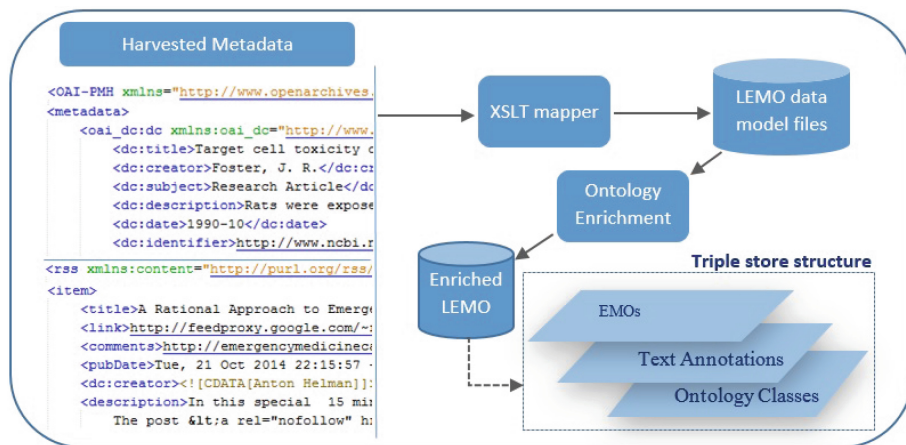 Harvested Metadata
<OAI-PMH xmlns="http://www.openarchives.
<metadata>
<oai_dc:dc xmlns:oai_dc="http://www.
<dc:title>Target cell toxicity
<dc:creator>Foster, J. R.</dc:cr
<dc:subject>Research Article</dc
<dc:description>Rats were expose
<dc:date>1990-10</dc:date>
<dc:identifier>http://www.ncbi.n
<rss xmlns:content="http://purl.org/rss/
<item>
<title>A Rational Approach to Emerge
<link>http://feedproxy.google.com/~
<comments>http://emergencymedicineca
<pubDate>Tue, 21 Oct 2014 22:15:57
<dc:creator><![CDATA[Anton Helman]]>
<description>In this special 15 min
The post &lt;a rel="nofollow" h
XSLT mapper
LEMO data
model files
Ontology
Enrichment
Enriched
LEMO
Triple store structure
EMOs
Text Annotations
Ontology Classes